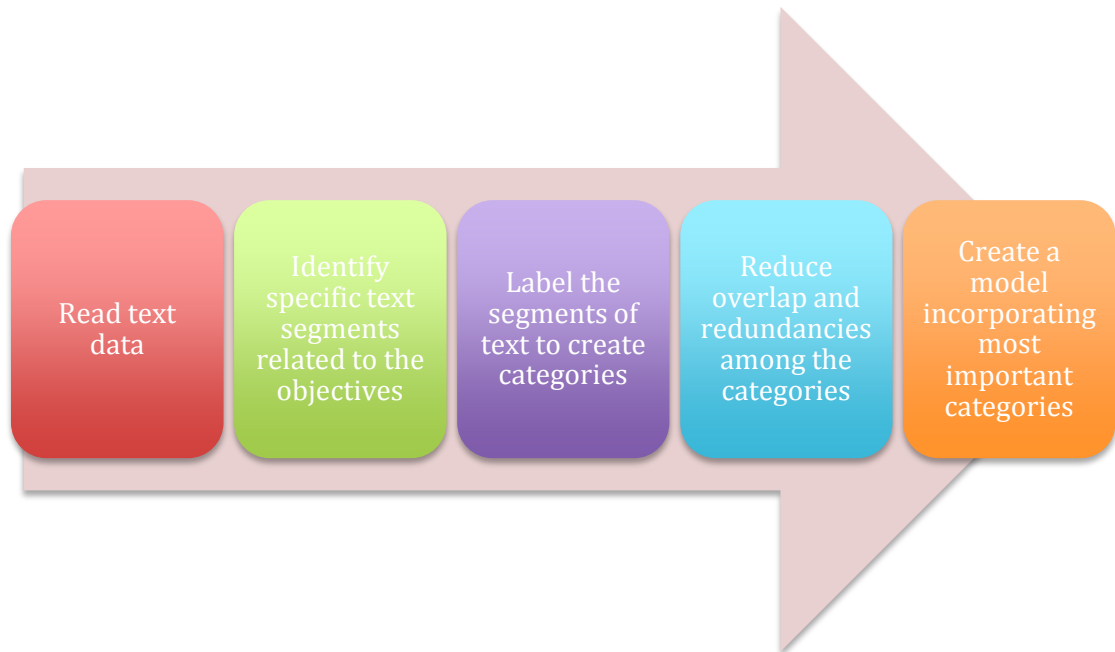 Read text
data
Identify
specific text
segments
related to the
objectives
Label the
segments of
text to create
categories
Reduce
overlap and
redundancies
among the
categories
Create a
model
incorporating
most
important
categories